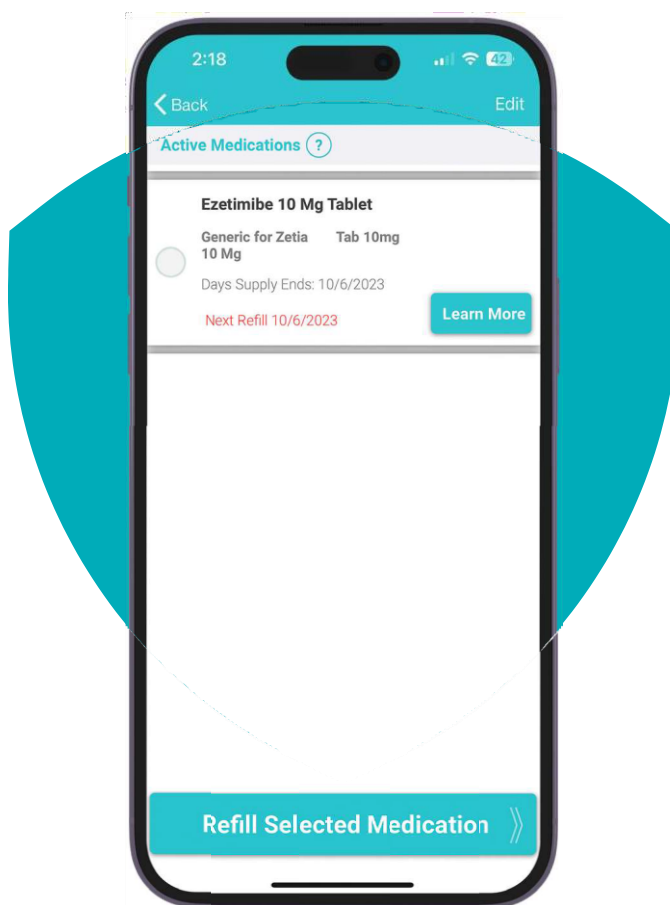 2:18
42
Back
Edit
Active Medications ?
Ezetimibe 10 Mg Tablet
Generic for Zetia Tab 10mg
10 Mg
Days Supply Ends: 10/6/2023
Next Refill 10/6/2023
Learn More
Refill Selected Medication